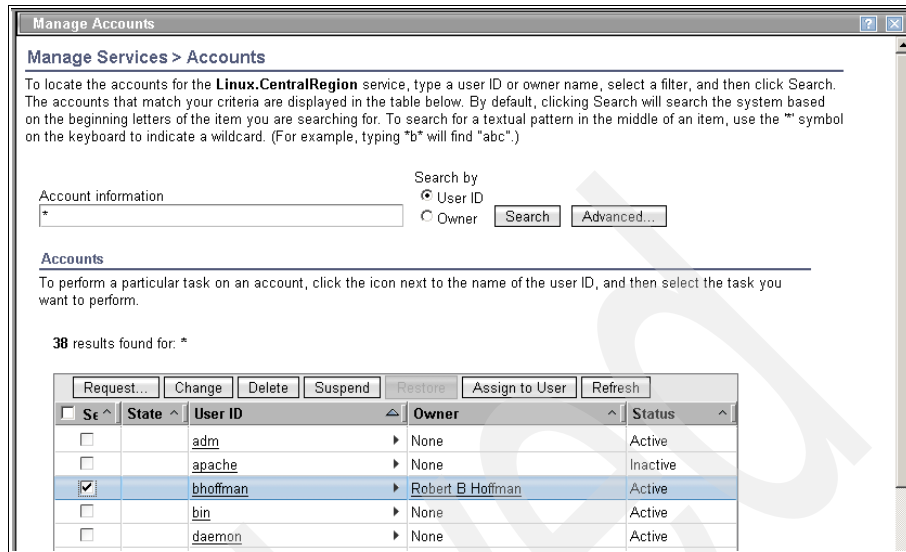 Manage Accounts
Manage Services > Accounts
To locate the accounts for the Linux.CentralRegion service, type a user ID or owner name, select a filter, and then click Search.
The accounts that match your criteria are displayed in the table below. By default, clicking Search will search the system based
on the beginning letters of the item you are searching for. To search for a textual pattern in the middle of an item, use the '*' symbol
on the keyboard to indicate a wildcard. (For example, typing *b* will find "abc".)
Search by
Account information
User ID
* Owner Search Advanced...
Accounts
To perform a particular task on an account, click the icon next to the name of the user ID, and then select the task you
want to perform.
38 results found for: *
Request... Change Delete Suspend Restore Assign to User Refresh
Se State User ID Owner Status
adm None Active
apache None Inactive
bhoffman Robert B Hoffman Active
bin None Active
daemon None Active